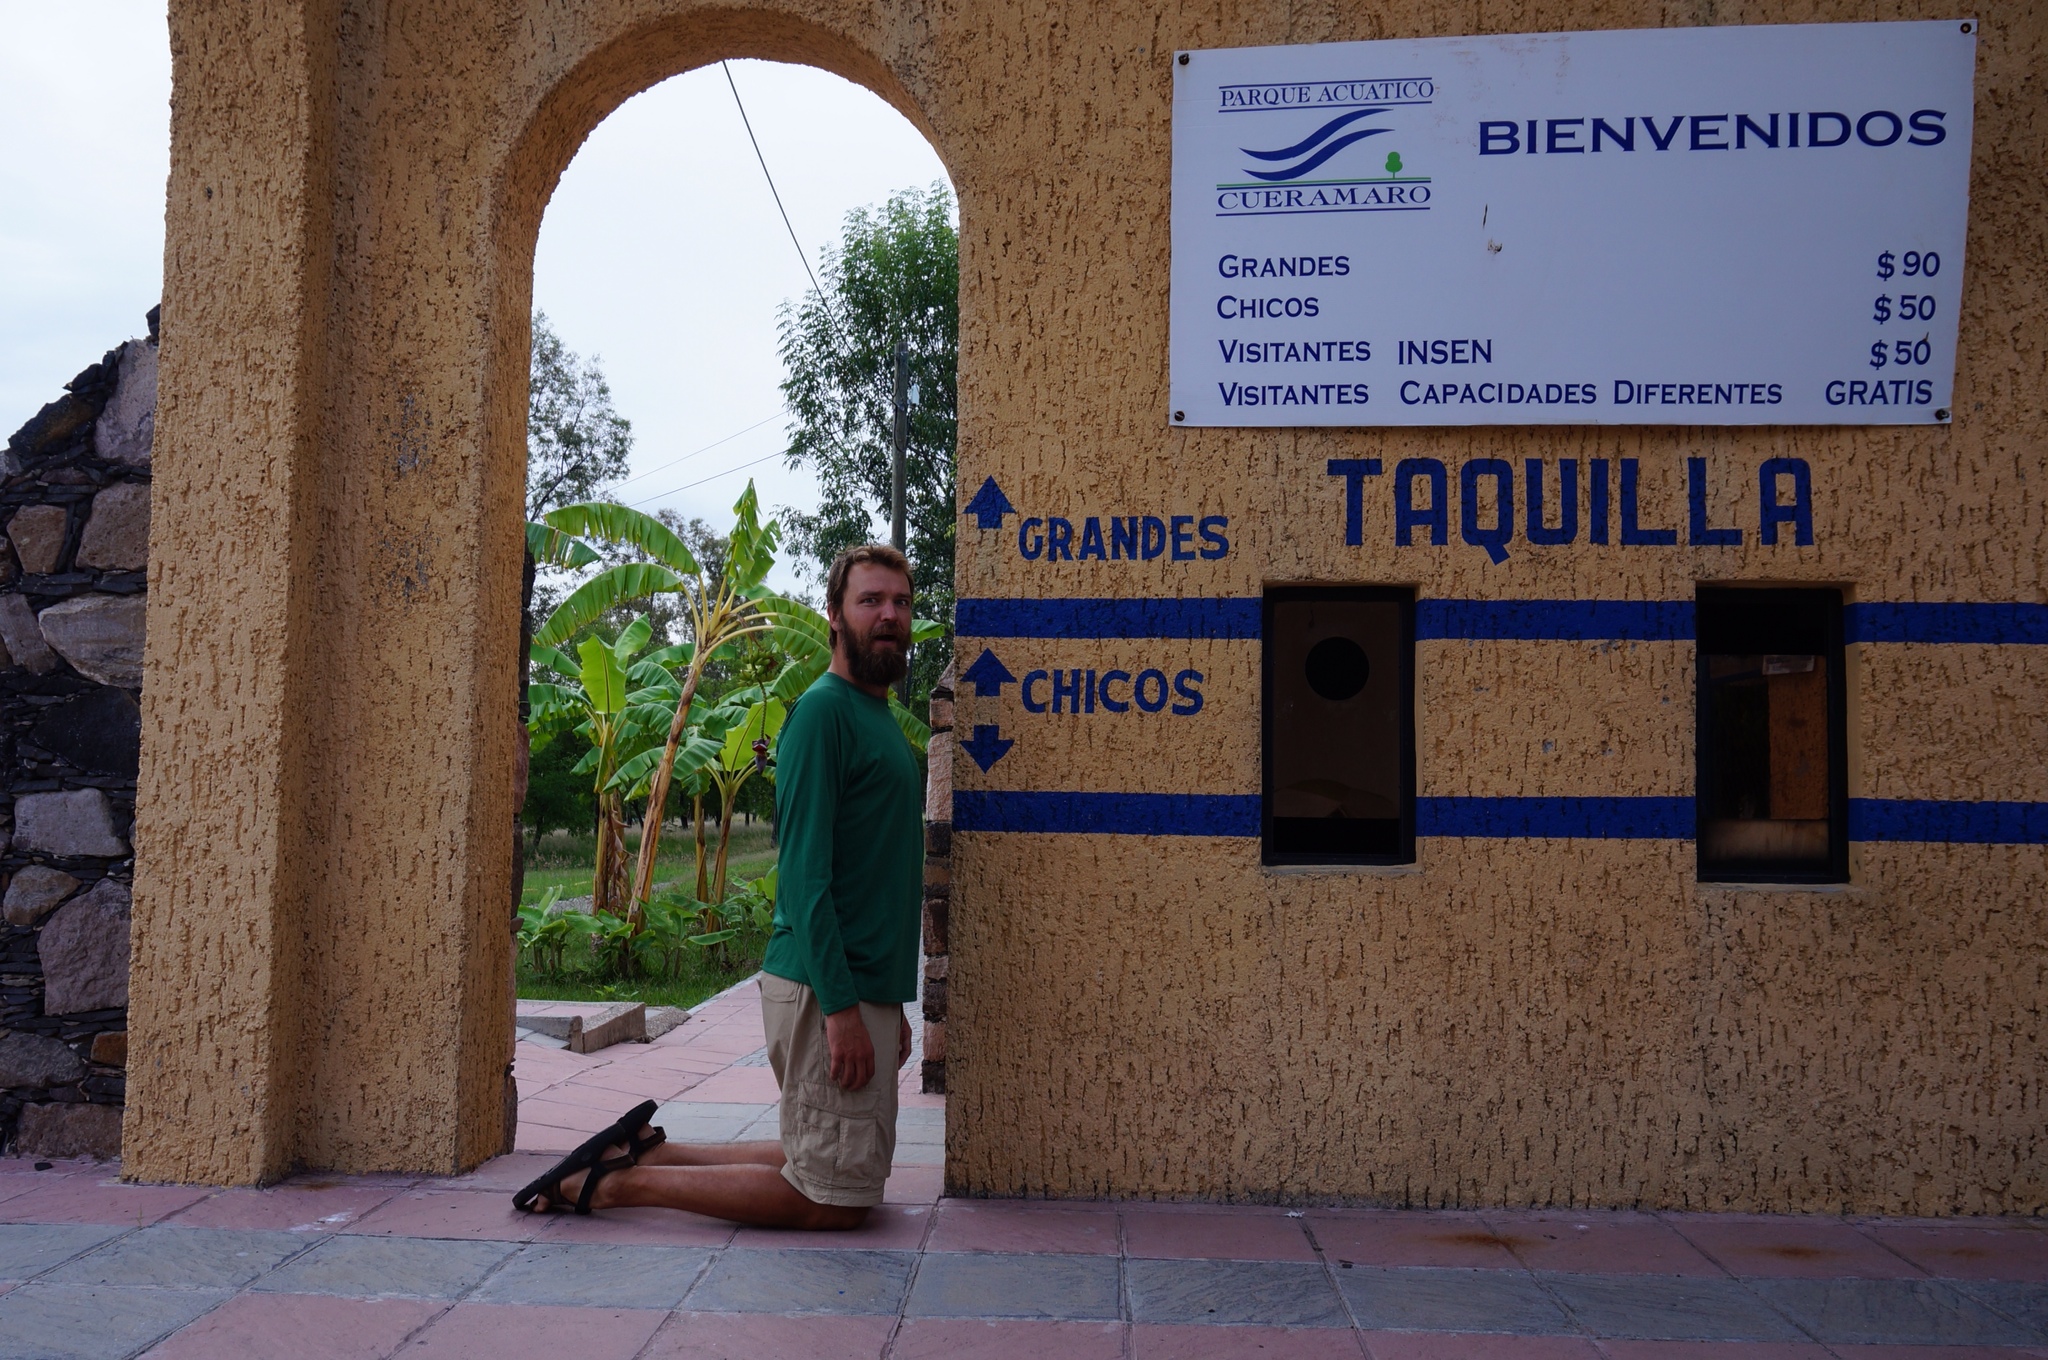 PARQUE ACUATICO
CUERAMARO
BIENVENIDOS
GRANDES $90
CHICOS $50
VISITANTES INSEN $50
VISITANTES CAPACIDADES DIFERENTES GRATIS
TAQUILLA
GRANDES
CHICOS